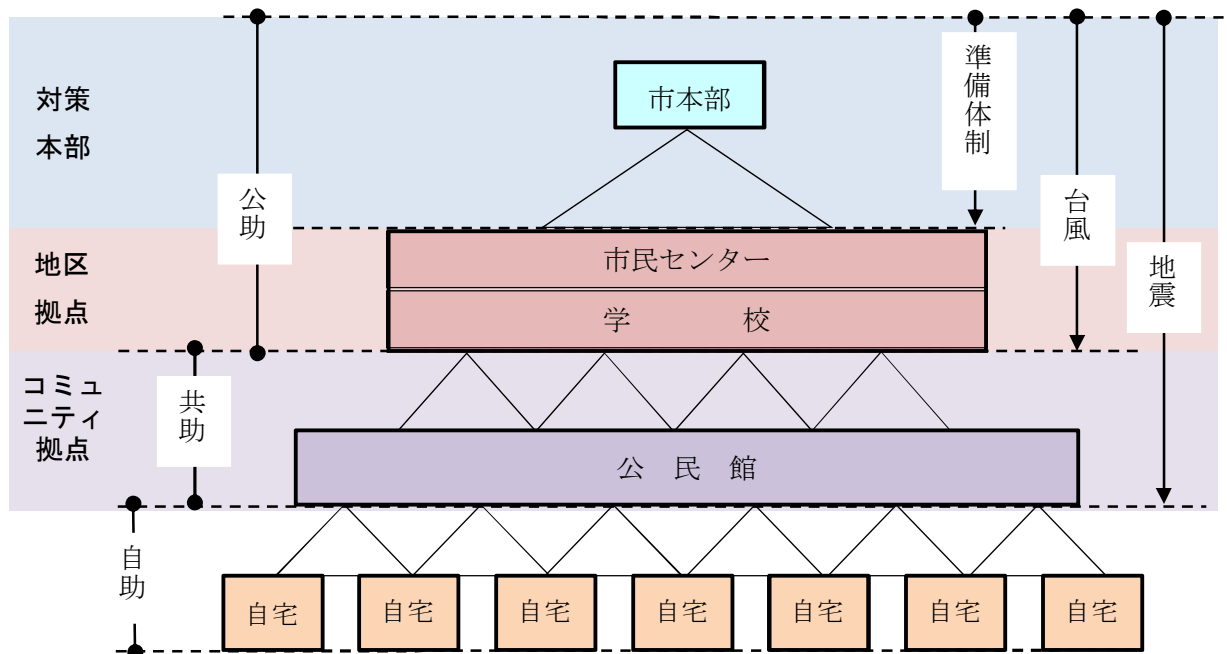 対策
本部
市本部
準備体制
公助
台風
地震
地区
拠点
市民センター
学校
コミュ
ニティ
拠点
共助
公民館
自助
自宅
自宅
自宅
自宅
自宅
自宅
自宅